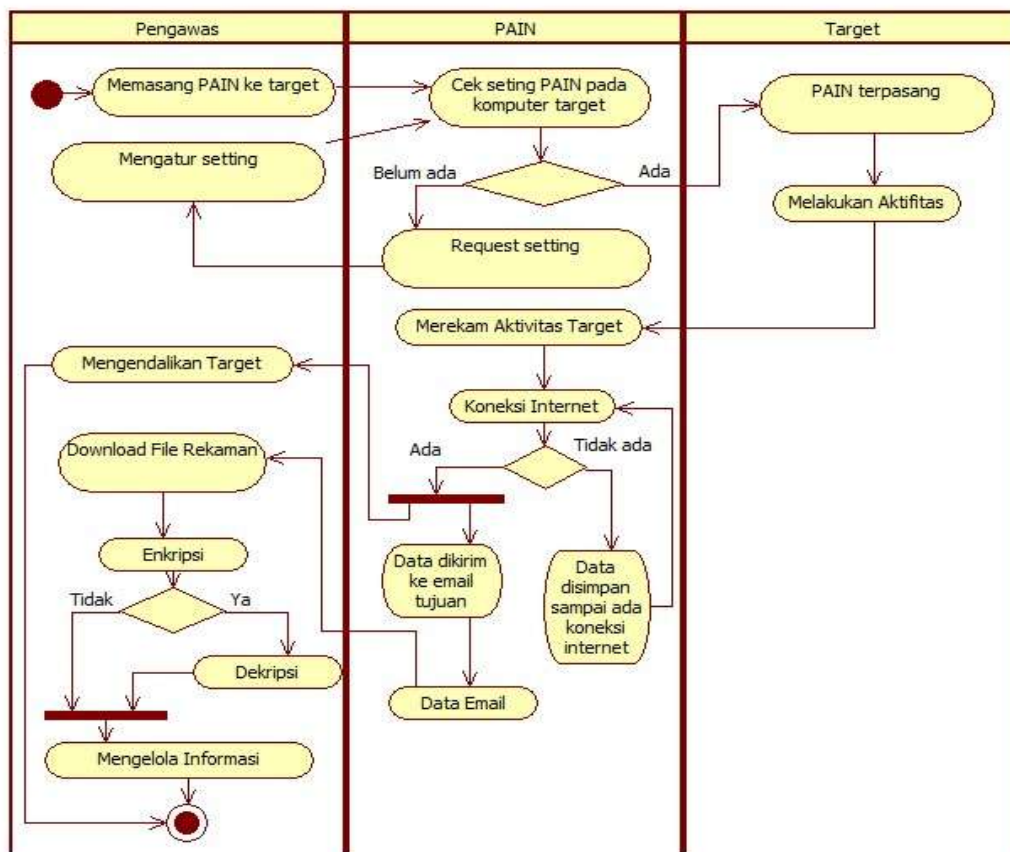 Pengawas
PAIN
Target
Memasang PAIN ke target
Cek seting PAIN pada
komputer target
PAIN terpasang
Mengatur setting
Belum ada
Ada
Melakukan Aktifitas
Request setting
Merekam Aktivitas Target
Mengendalikan Target
Koneksi Internet
Download File Rekaman
Ada
Tidak ada
Enkripsi
Data dikirim
ke email
tujuan
Data
disimpan
sampai ada
koneksi
internet
Tidak
Ya
Dekripsi
Data Email
Mengelola Informasi